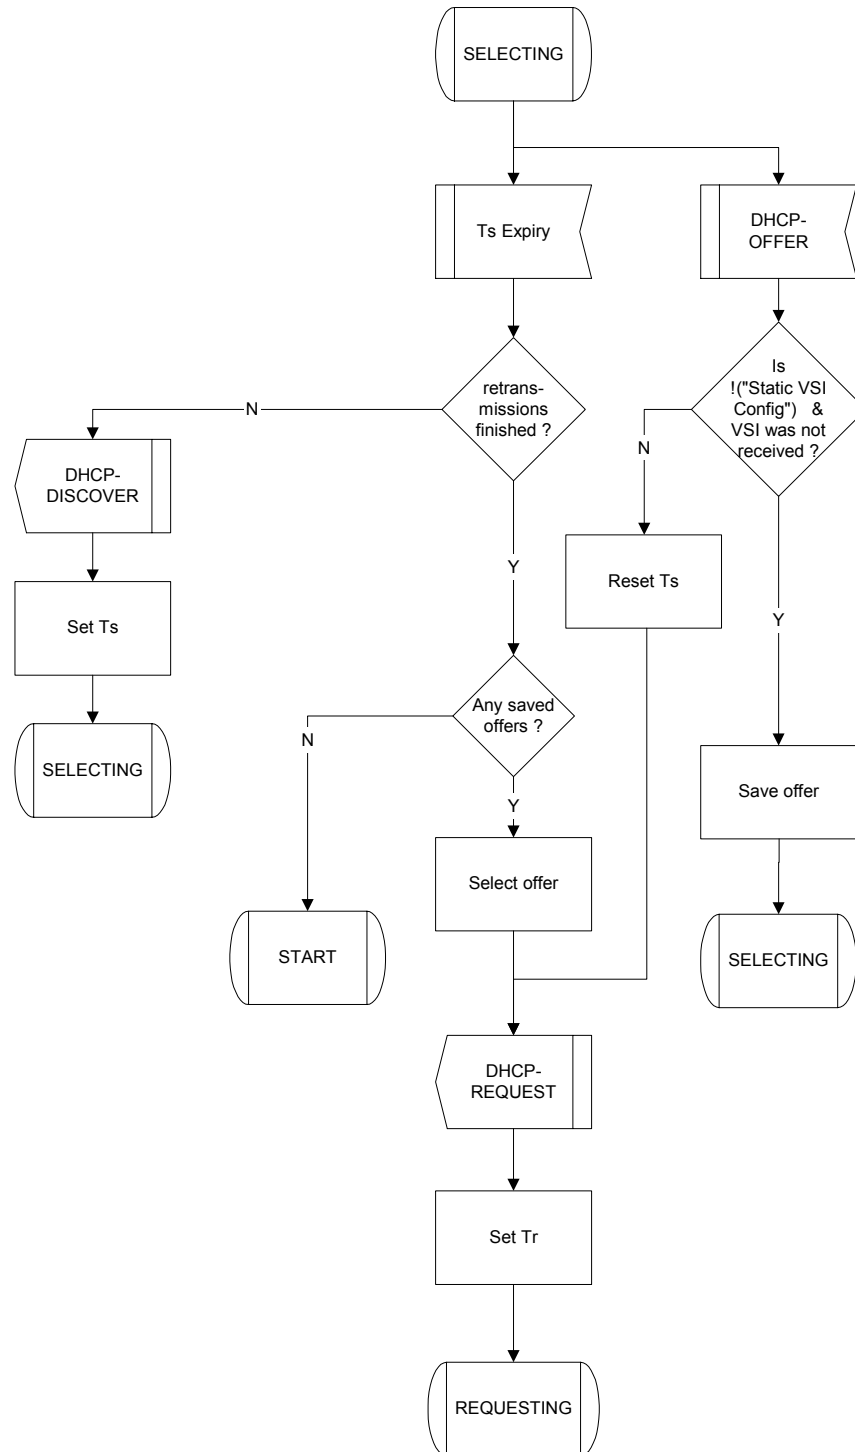 SELECTING
Ts Expiry
DHCP-
OFFER
retrans-
missions
finished ?
Is
!("Static VSI
Config") &
VSI was not
received ?
N
N
DHCP-
DISCOVER
Y
Reset Ts
Set Ts
Y
Any saved
offers ?
N
SELECTING
Y
Save offer
Select offer
START
SELECTING
DHCP-
REQUEST
Set Tr
REQUESTING